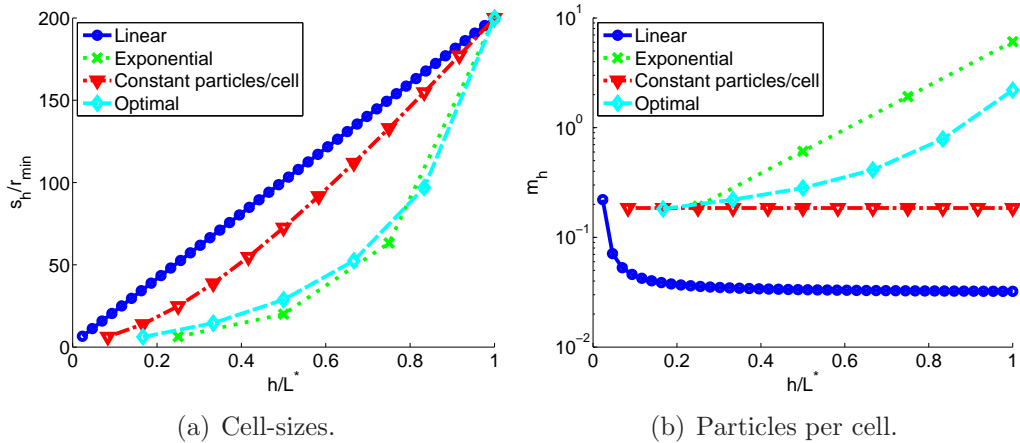 200
150
100
50
0
0
0.2
0.4
0.6
0.8
1
s_h/r_min
h/L*
Linear
Exponential
Constant particles/cell
Optimal
(a) Cell-sizes.
10^1
10^0
10^−1
10^−2
0
0.2
0.4
0.6
0.8
1
m_h
h/L*
Linear
Exponential
Constant particles/cell
Optimal
(b) Particles per cell.